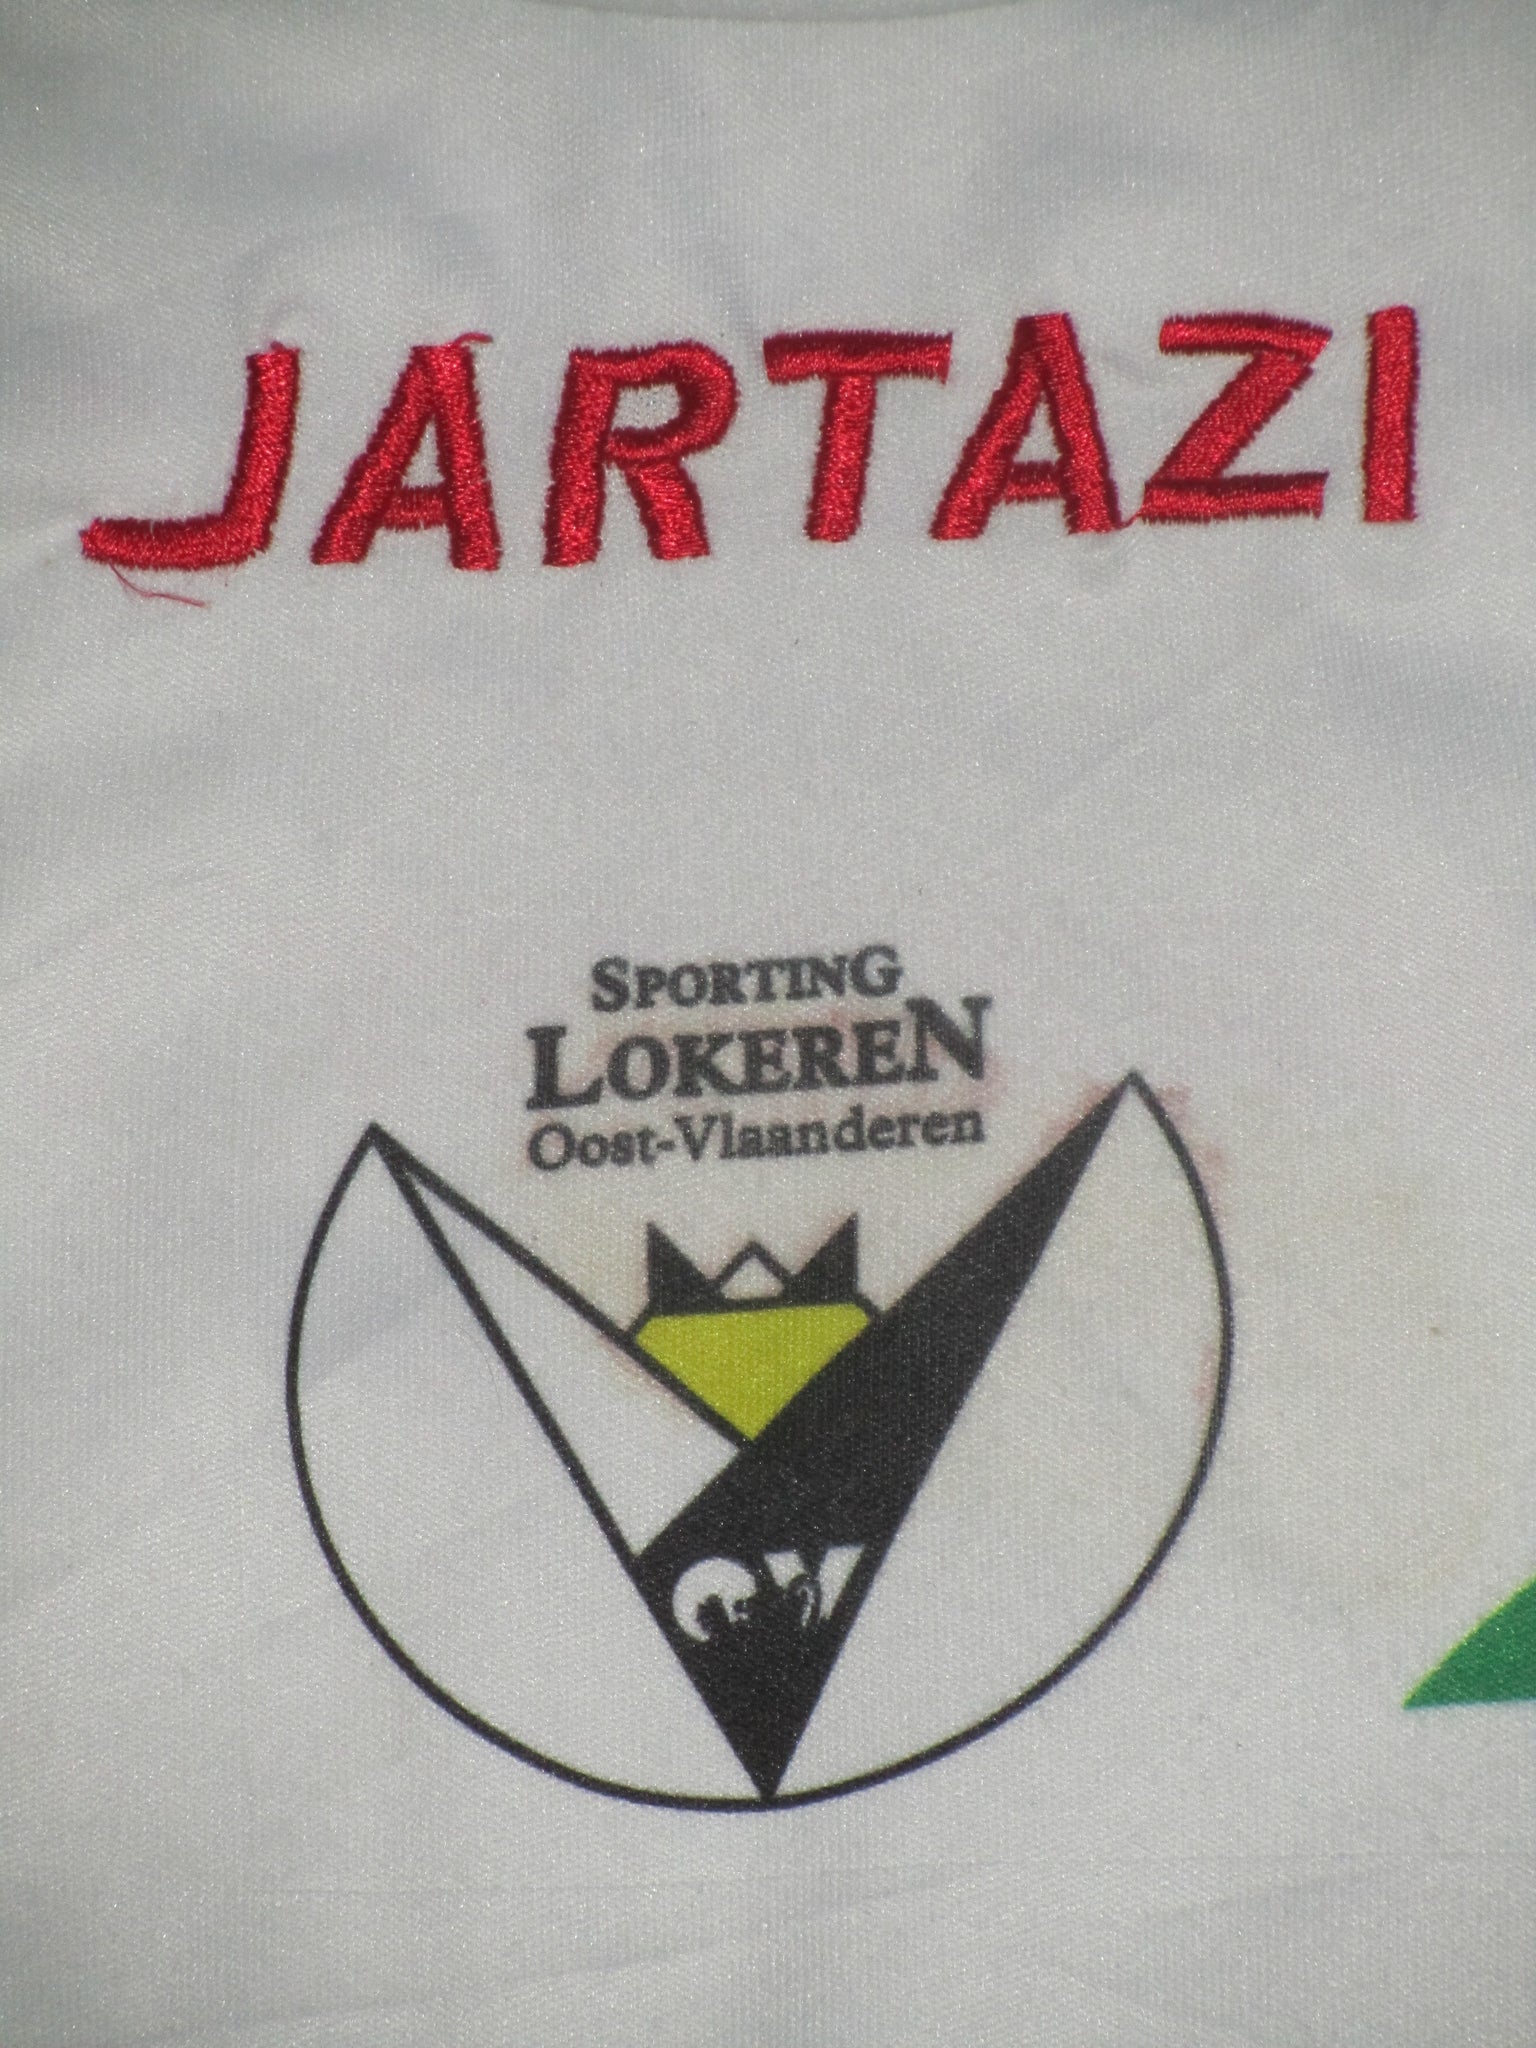 JARTAZI
SPORTING
LOKEREN
Oost-Vlaanderen